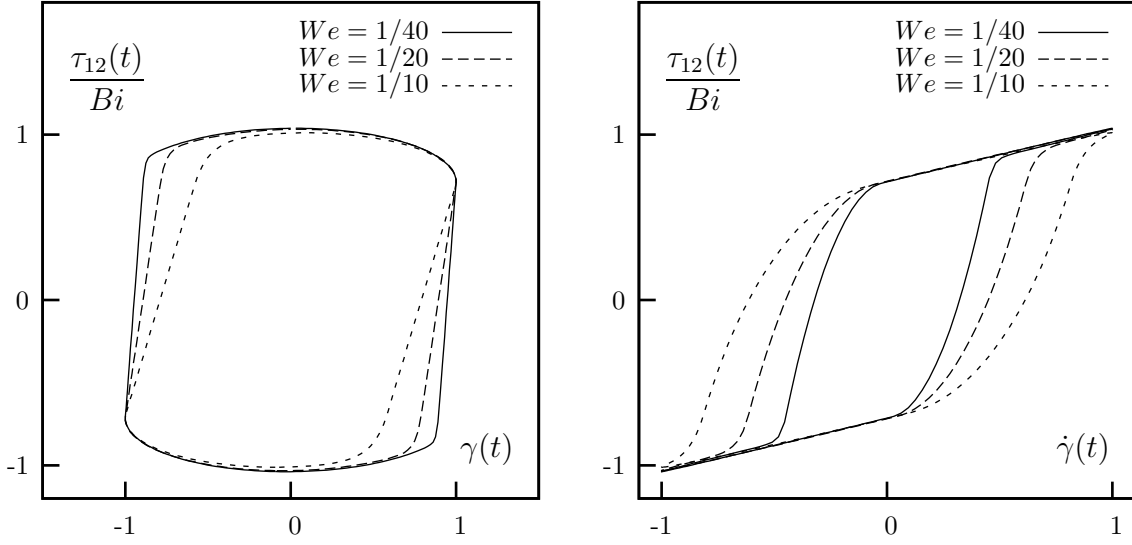 We = 1/40
We = 1/20
We = 1/10
τ12(t)
Bi
1
0
-1
γ(t)
-1 0 1
We = 1/40
We = 1/20
We = 1/10
τ12(t)
Bi
1
0
-1
γ̇(t)
-1 0 1